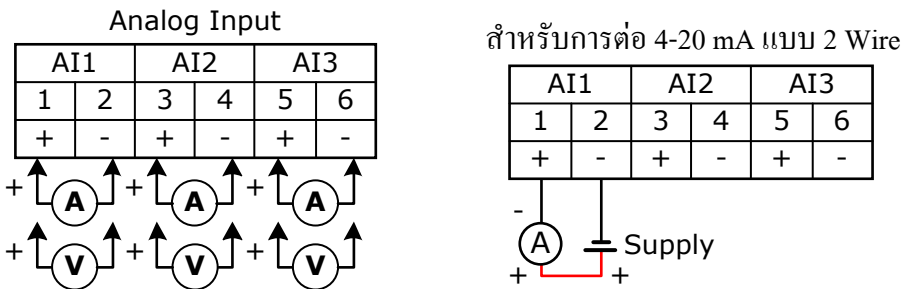 Analog Input
AI1 AI2 AI3
1 2 3 4 5 6
+ - + - + -
+ A + A + A
+ V + V + V
สำหรับการต่อ 4-20 mA แบบ 2 Wire
AI1 AI2 AI3
1 2 3 4 5 6
+ - + - + -
-
A Supply
+ +